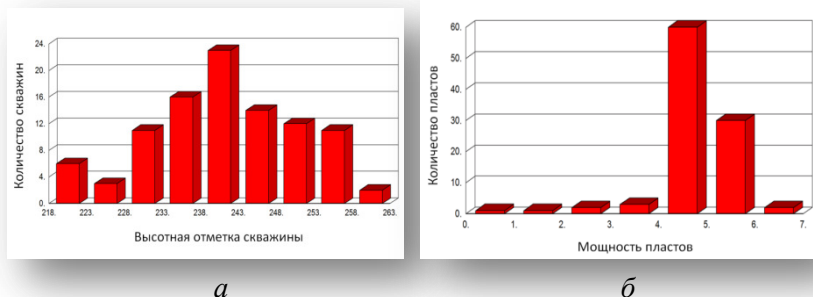 Количество скважин
24.
20.
16.
12.
8.
4.
0.
218. 223. 228. 233. 238. 243. 248. 253. 258. 263.
Высотная отметка скважины
а
Количество пластов
60.
50.
40.
30.
20.
10.
0.
0. 1. 2. 3. 4. 5. 6. 7.
Мощность пластов
б